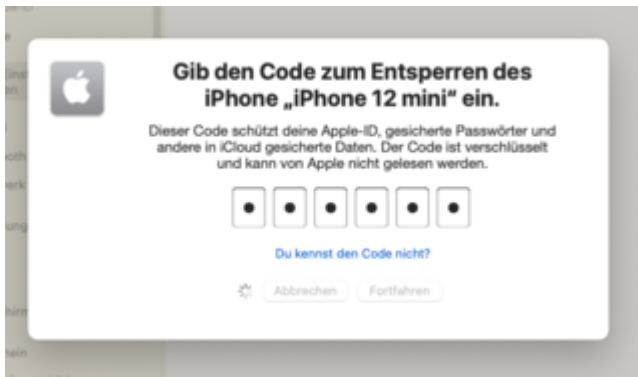 Gib den Code zum Entsperren des
iPhone „iPhone 12 mini“ ein.
Dieser Code schützt deine Apple-ID, gesicherte Passwörter und
andere in iCloud gesicherte Daten. Der Code ist verschlüsselt
und kann von Apple nicht gelesen werden.
Du kennst den Code nicht?
Abbrechen Fortfahren